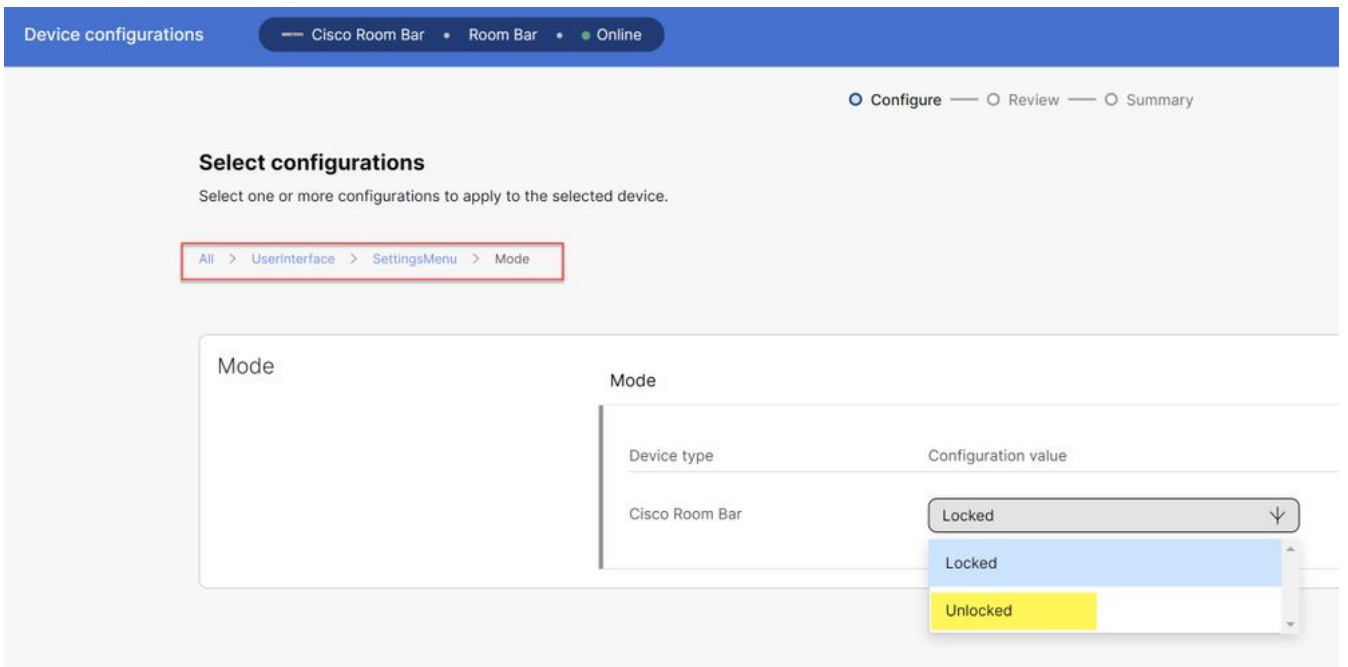 Device configurations
Cisco Room Bar • Room Bar • Online
Configure Review Summary
Select configurations
Select one or more configurations to apply to the selected device.
All > UserInterface > SettingsMenu > Mode
Mode
Mode
Device type Configuration value
Cisco Room Bar Locked
Locked
Unlocked